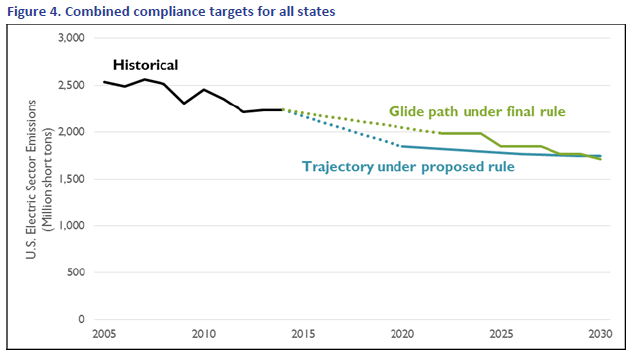 Figure 4. Combined compliance targets for all states
3,000
2,500
2,000
1,500
1,000
500
0
U.S. Electric Sector Emissions
(Million short tons)
Historical
Glide path under final rule
Trajectory under proposed rule
2005
2010
2015
2020
2025
2030